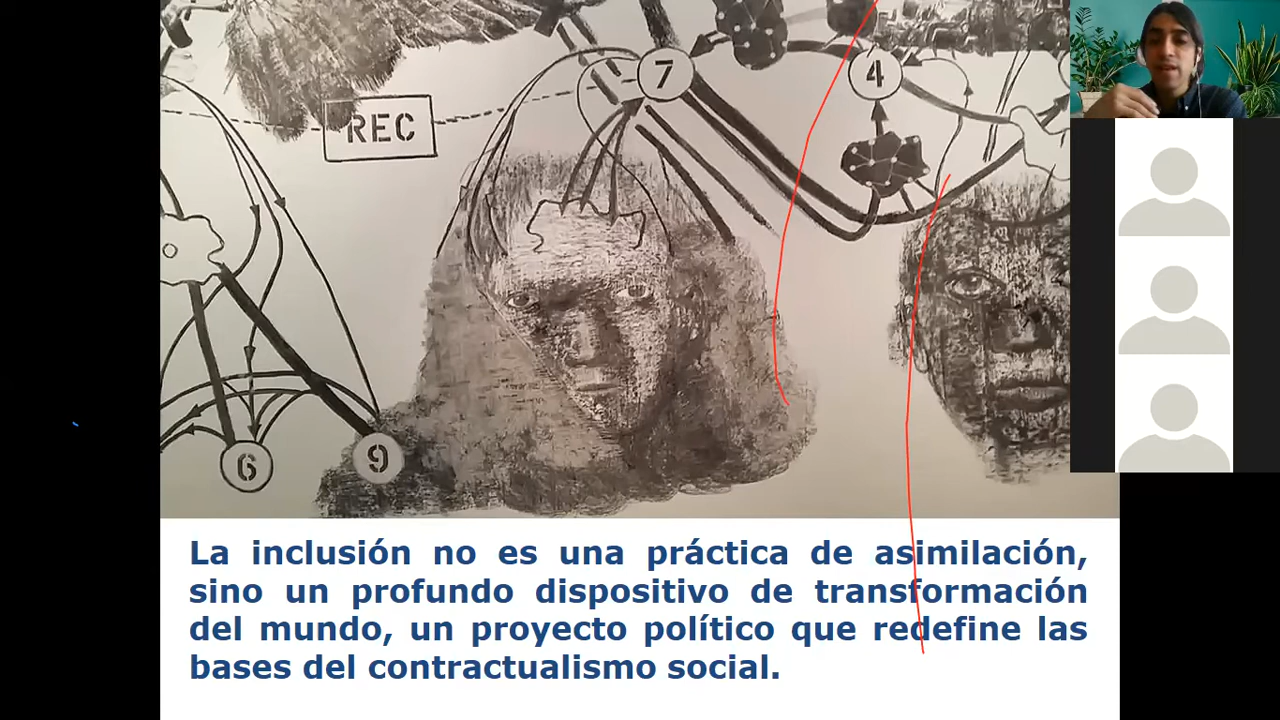 7
4
REC
6
9
La inclusión no es una práctica de asimilación,
sino un profundo dispositivo de transformación
del mundo, un proyecto político que redefine las
bases del contractualismo social.